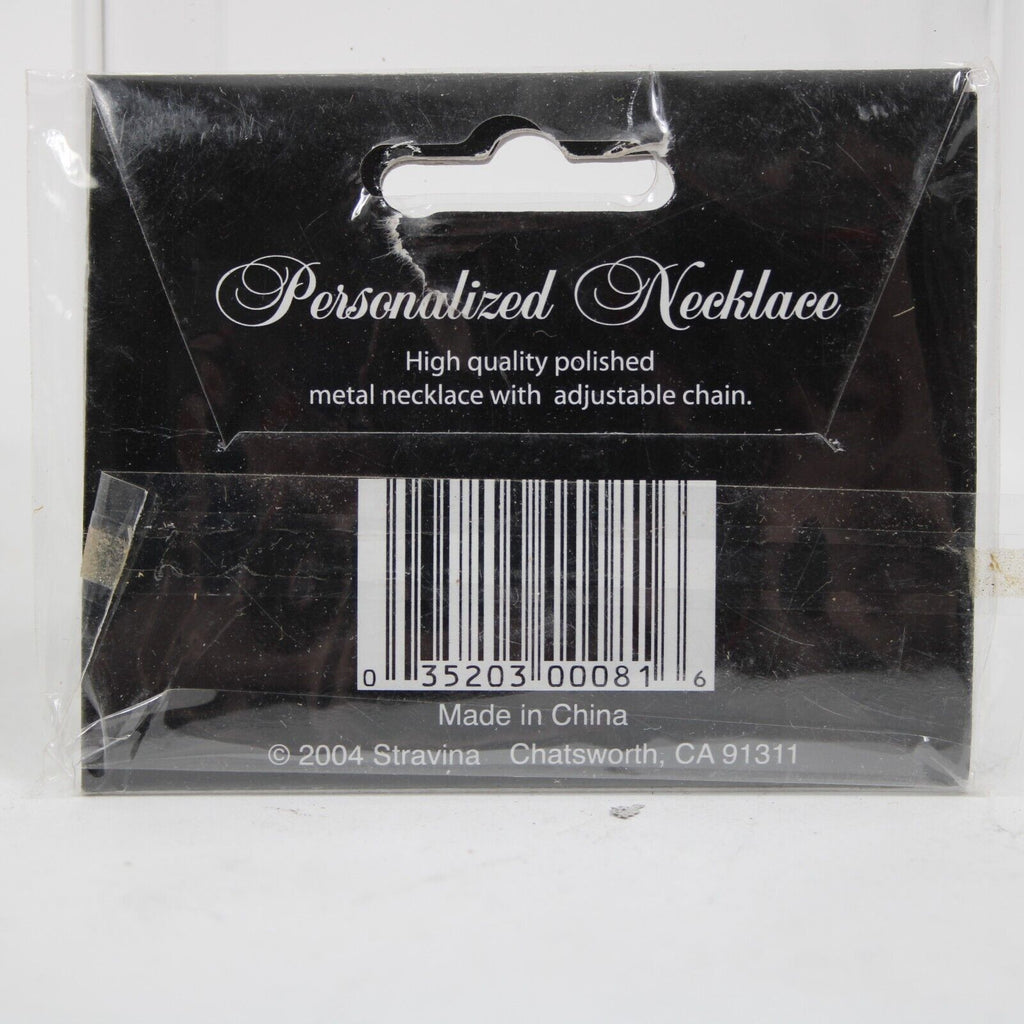 Personalized Necklace
High quality polished
metal necklace with adjustable chain.
0 35203 00081 6
Made in China
© 2004 Stravina Chatsworth, CA 91311